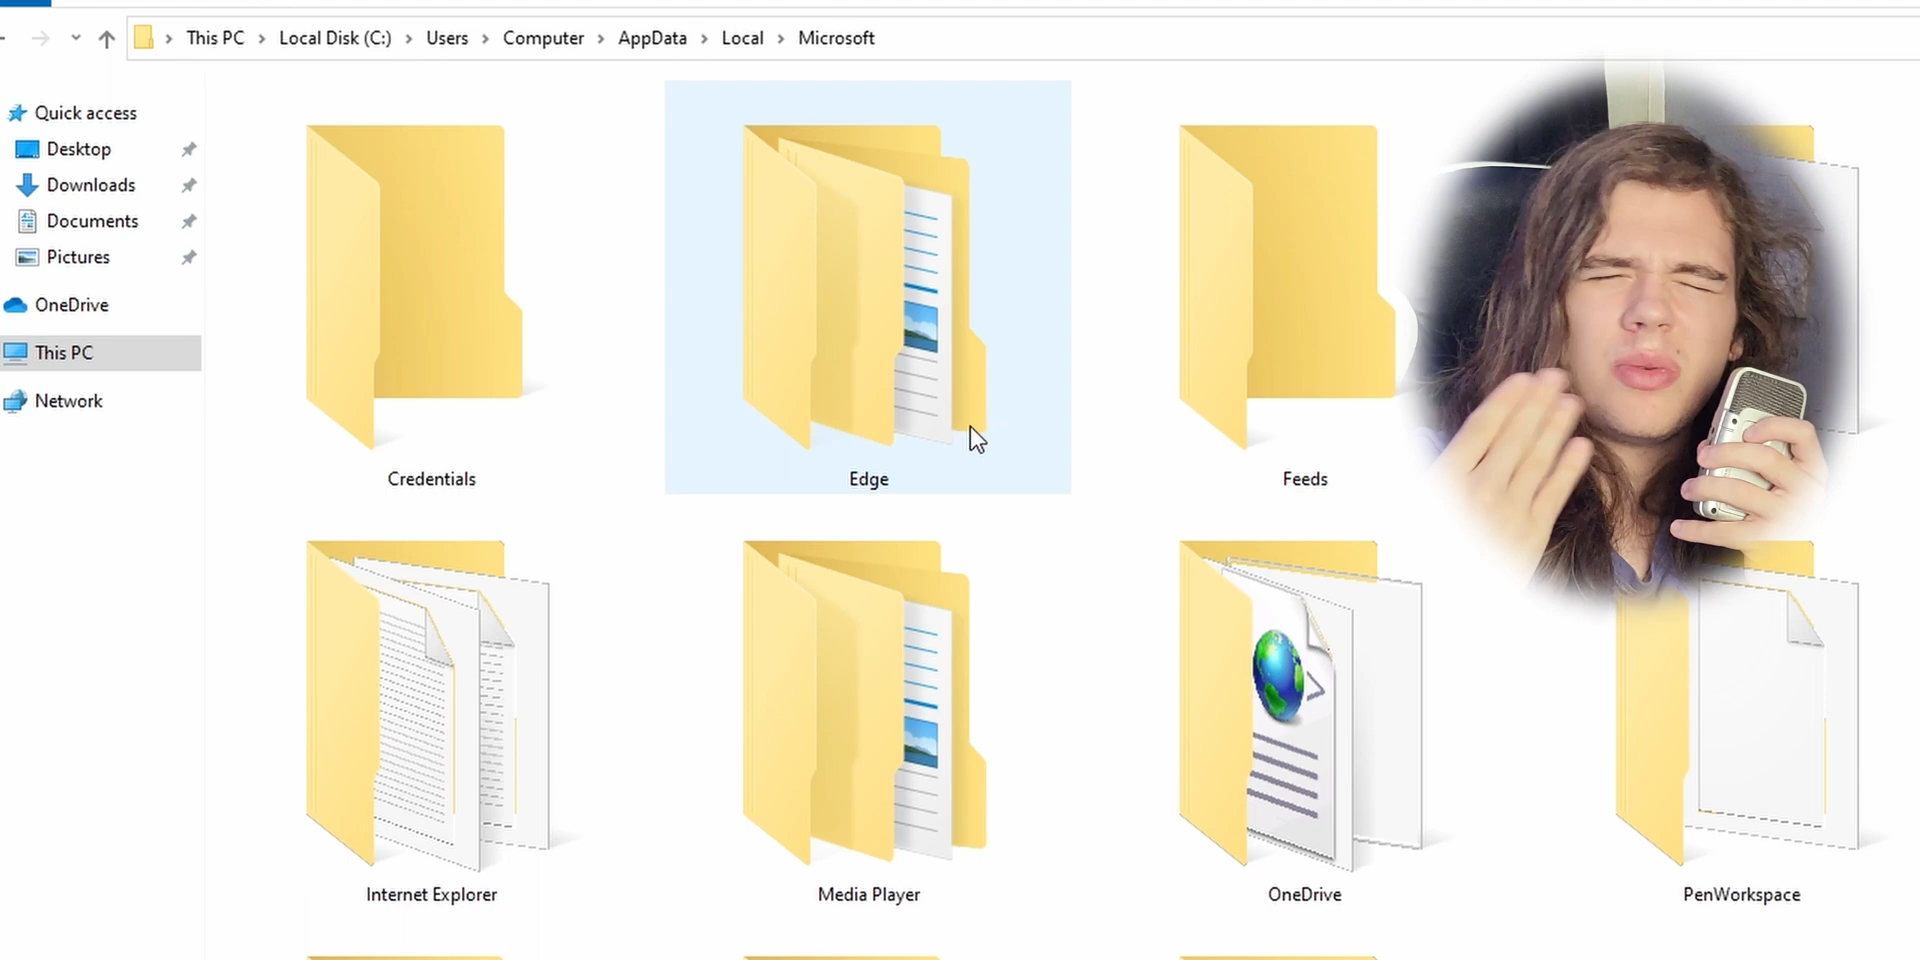 This PC > Local Disk (C:) > Users > Computer > AppData > Local > Microsoft
Quick access
Desktop
Downloads
Documents
Pictures
OneDrive
This PC
Network
Credentials
Edge
Feeds
Internet Explorer
Media Player
OneDrive
PenWorkspace